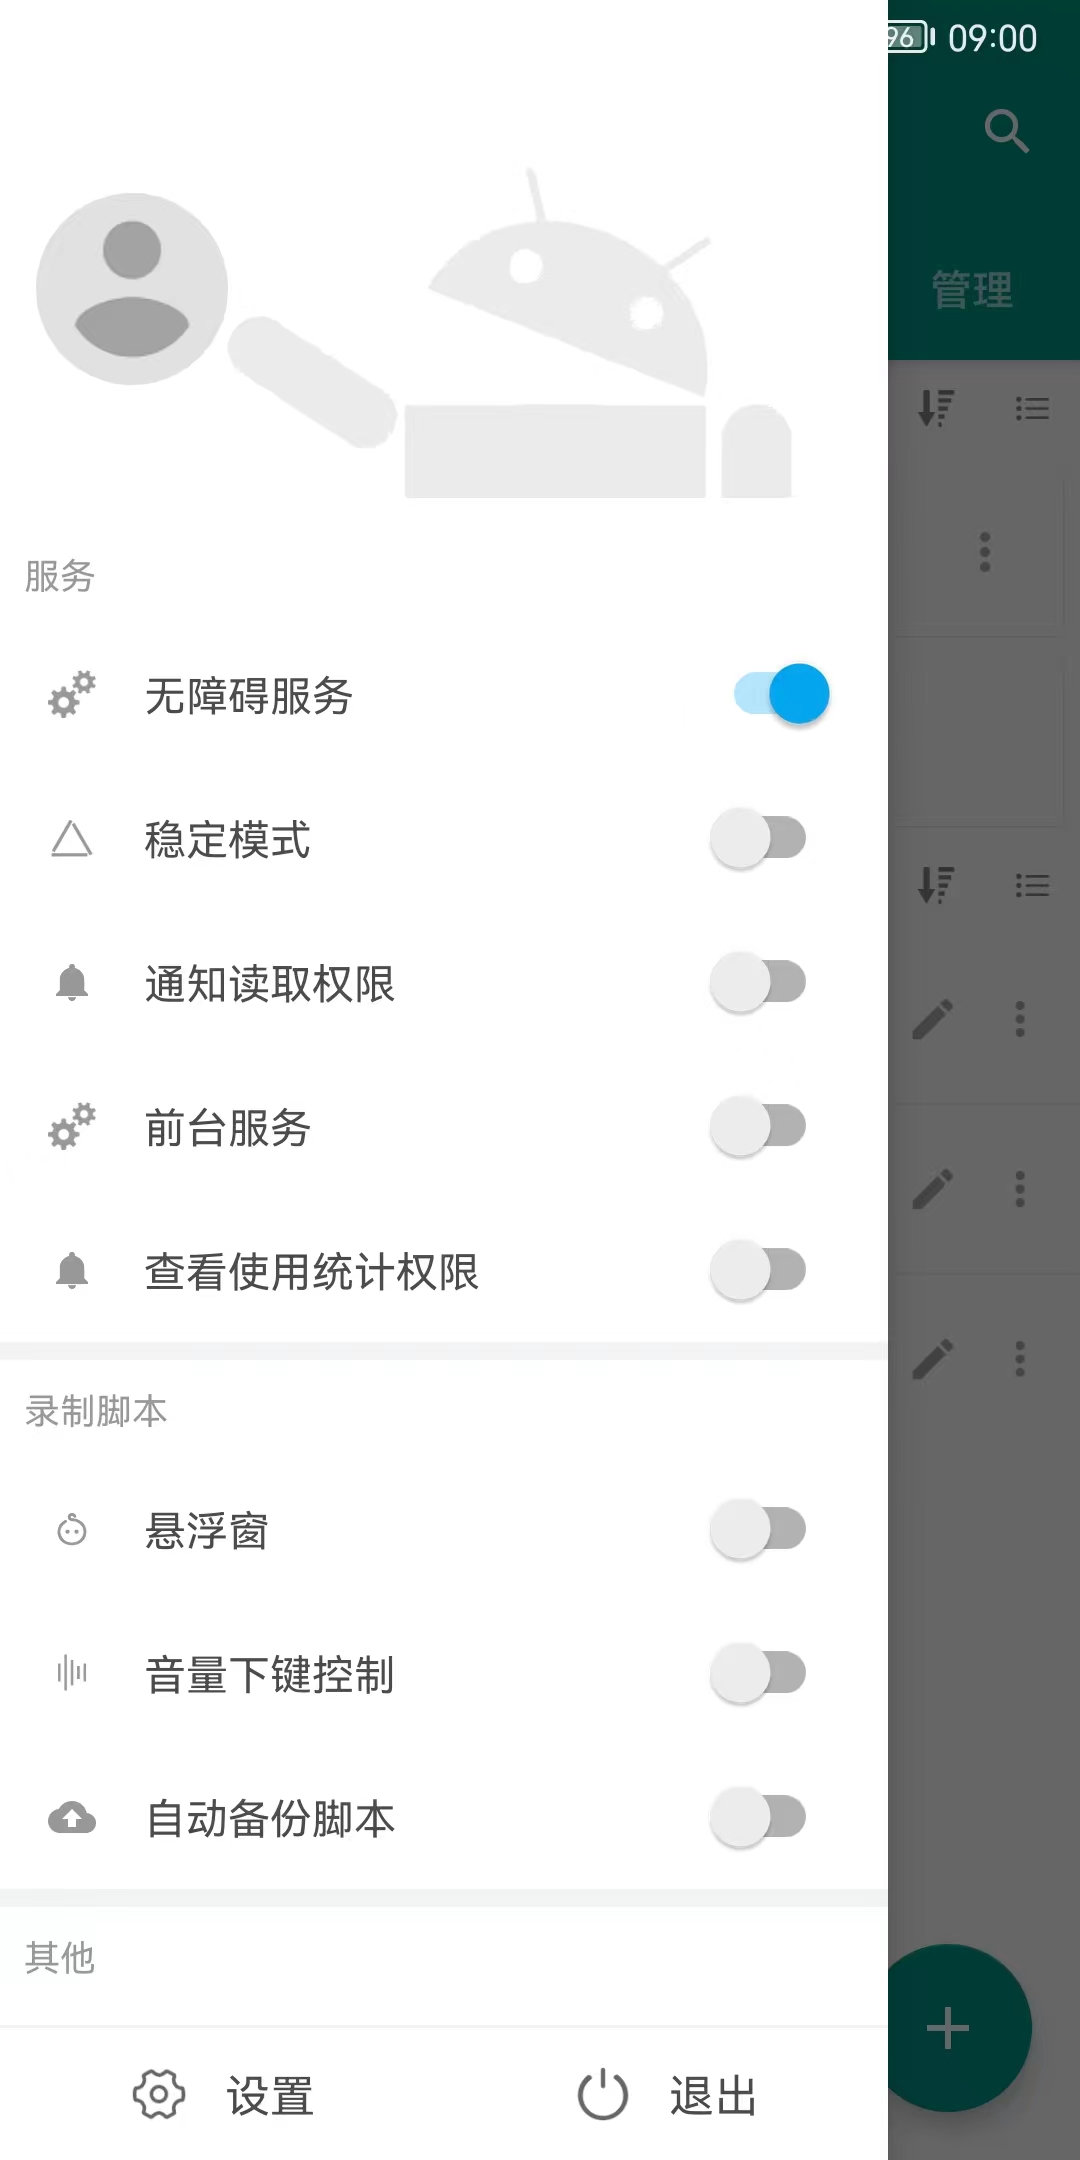 96 09:00
管理
服务
无障碍服务
稳定模式
通知读取权限
前台服务
查看使用统计权限
录制脚本
悬浮窗
音量下键控制
自动备份脚本
其他
设置 退出